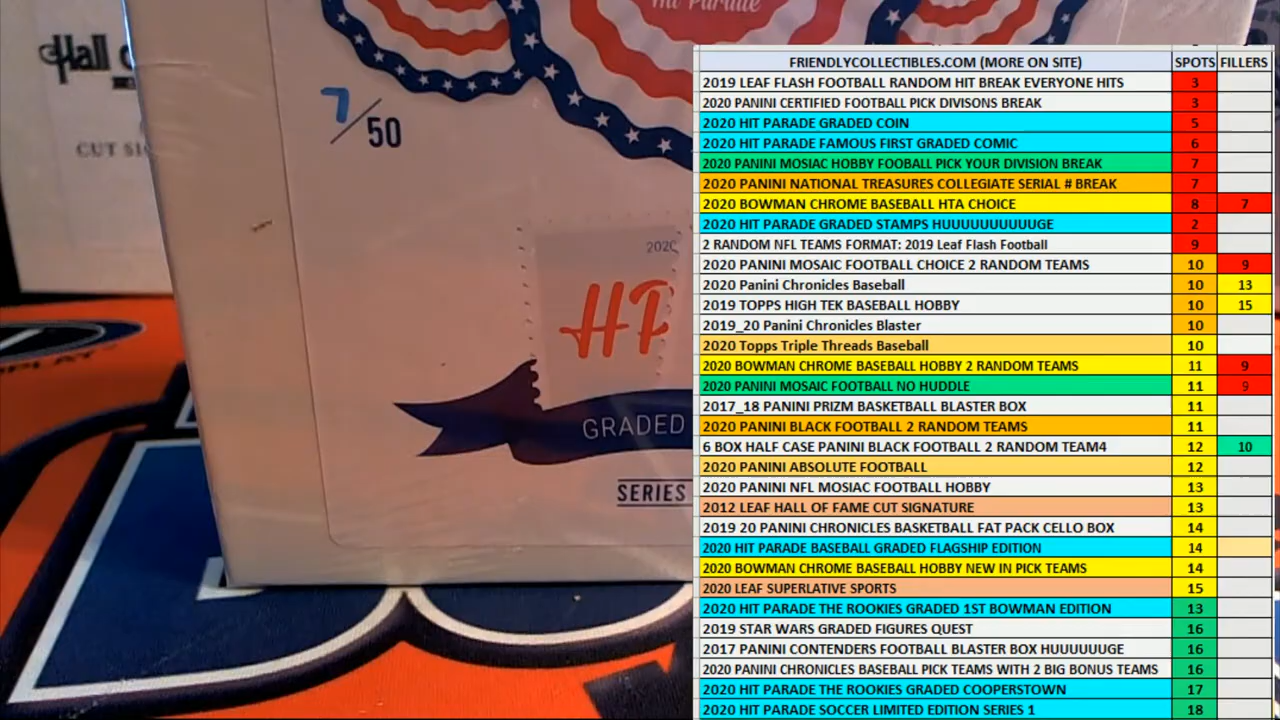 Hit Parade
Hall
CUT
7/50
2020
HP
GRADED
SERIES
FRIENDLYCOLLECTIBLES.COM (MORE ON SITE) SPOTS FILLERS
2019 LEAF FLASH FOOTBALL RANDOM HIT BREAK EVERYONE HITS 3
2020 PANINI CERTIFIED FOOTBALL PICK DIVISONS BREAK 3
2020 HIT PARADE GRADED COIN 5
2020 HIT PARADE FAMOUS FIRST GRADED COMIC 6
2020 PANINI MOSIAC HOBBY FOOBALL PICK YOUR DIVISION BREAK 7
2020 PANINI NATIONAL TREASURES COLLEGIATE SERIAL # BREAK 7
2020 BOWMAN CHROME BASEBALL HTA CHOICE 8 7
2020 HIT PARADE GRADED STAMPS HUUUUUUUUUUGE 2
2 RANDOM NFL TEAMS FORMAT: 2019 Leaf Flash Football 9
2020 PANINI MOSAIC FOOTBALL CHOICE 2 RANDOM TEAMS 10 9
2020 Panini Chronicles Baseball 10 13
2019 TOPPS HIGH TEK BASEBALL HOBBY 10 15
2019_20 Panini Chronicles Blaster 10
2020 Topps Triple Threads Baseball 10
2020 BOWMAN CHROME BASEBALL HOBBY 2 RANDOM TEAMS 11 9
2020 PANINI MOSAIC FOOTBALL NO HUDDLE 11 9
2017_18 PANINI PRIZM BASKETBALL BLASTER BOX 11
2020 PANINI BLACK FOOTBALL 2 RANDOM TEAMS 11
6 BOX HALF CASE PANINI BLACK FOOTBALL 2 RANDOM TEAM4 12 10
2020 PANINI ABSOLUTE FOOTBALL 12
2020 PANINI NFL MOSIAC FOOTBALL HOBBY 13
2012 LEAF HALL OF FAME CUT SIGNATURE 13
2019 20 PANINI CHRONICLES BASKETBALL FAT PACK CELLO BOX 14
2020 HIT PARADE BASEBALL GRADED FLAGSHIP EDITION 14
2020 BOWMAN CHROME BASEBALL HOBBY NEW IN PICK TEAMS 14
2020 LEAF SUPERLATIVE SPORTS 15
2020 HIT PARADE THE ROOKIES GRADED 1ST BOWMAN EDITION 13
2019 STAR WARS GRADED FIGURES QUEST 16
2017 PANINI CONTENDERS FOOTBALL BLASTER BOX HUUUUUUGE 16
2020 PANINI CHRONICLES BASEBALL PICK TEAMS WITH 2 BIG BONUS TEAMS 16
2020 HIT PARADE THE ROOKIES GRADED COOPERSTOWN 17
2020 HIT PARADE SOCCER LIMITED EDITION SERIES 1 18